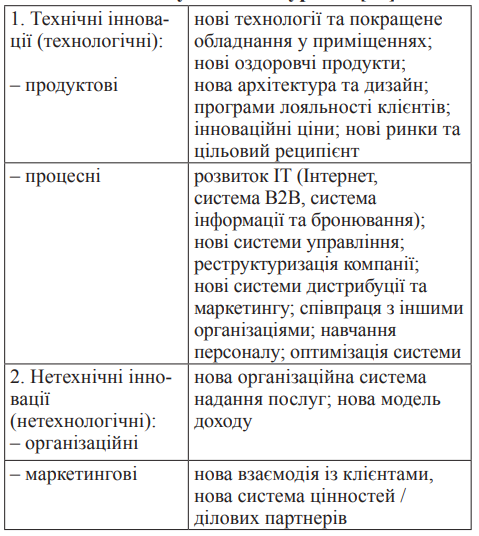 1. Технічні іннова-
ції (технологічні):
– продуктові
нові технології та покращене
обладнання у приміщеннях;
нові оздоровчі продукти;
нова архітектура та дизайн;
програми лояльності клієнтів;
інноваційні ціни; нові ринки та
цільовий реципієнт
– процесні
розвиток ІТ (Інтернет,
система В2В, система
інформації та бронювання);
нові системи управління;
реструктуризація компанії;
нові системи дистрибуції та
маркетингу; співпраця з іншими
організаціями; навчання
персоналу; оптимізація системи
2. Нетехнічні інно-
вації
(нетехнологічні):
– організаційні
нова організаційна система
надання послуг; нова модель
доходу
– маркетингові
нова взаємодія із клієнтами,
нова система цінностей /
ділових партнерів